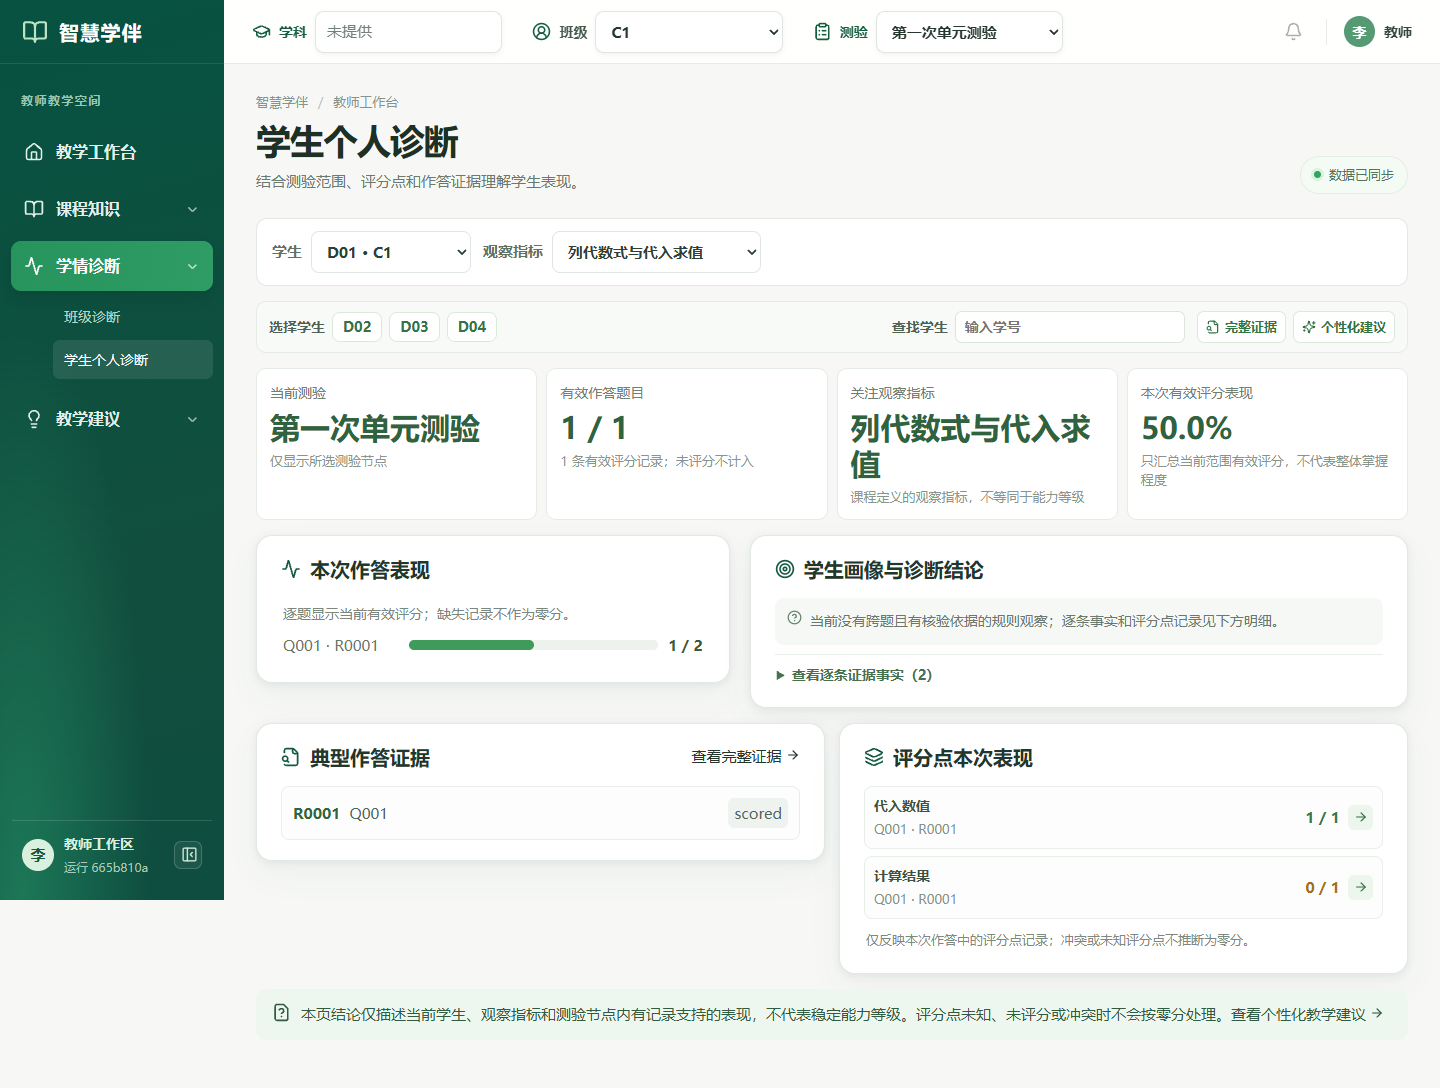 智慧学伴
学科 未提供 班级 C1 测验 第一次单元测验 李 教师
教师教学空间
教学工作台
课程知识
学情诊断
班级诊断
学生个人诊断
教学建议
李 教师工作区
运行 665b810a
智慧学伴 / 教师工作台
学生个人诊断
结合测验范围、评分点和作答证据理解学生表现。
数据已同步
学生 D01・C1 观察指标 列代数式与代入求值
选择学生 D02 D03 D04 查找学生 输入学号 完整证据 个性化建议
当前测验
第一次单元测验
仅显示所选测验节点
有效作答题目
1 / 1
1 条有效评分记录；未评分不计入
关注观察指标
列代数式与代入求
值
课程定义的观察指标，不等同于能力等级
本次有效评分表现
50.0%
只汇总当前范围有效评分，不代表整体掌握
程度
本次作答表现
逐题显示当前有效评分；缺失记录不作为零分。
Q001 · R0001 1 / 2
学生画像与诊断结论
当前没有跨题且有核验依据的规则观察；逐条事实和评分点记录见下方明细。
查看逐条证据事实（2）
典型作答证据 查看完整证据
R0001 Q001 scored
评分点本次表现
代入数值
Q001 · R0001
1 / 1
计算结果
Q001 · R0001
0 / 1
仅反映本次作答中的评分点记录；冲突或未知评分点不推断为零分。
本页结论仅描述当前学生、观察指标和测验节点内有记录支持的表现，不代表稳定能力等级。评分点未知、未评分或冲突时不会按零分处理。查看个性化教学建议